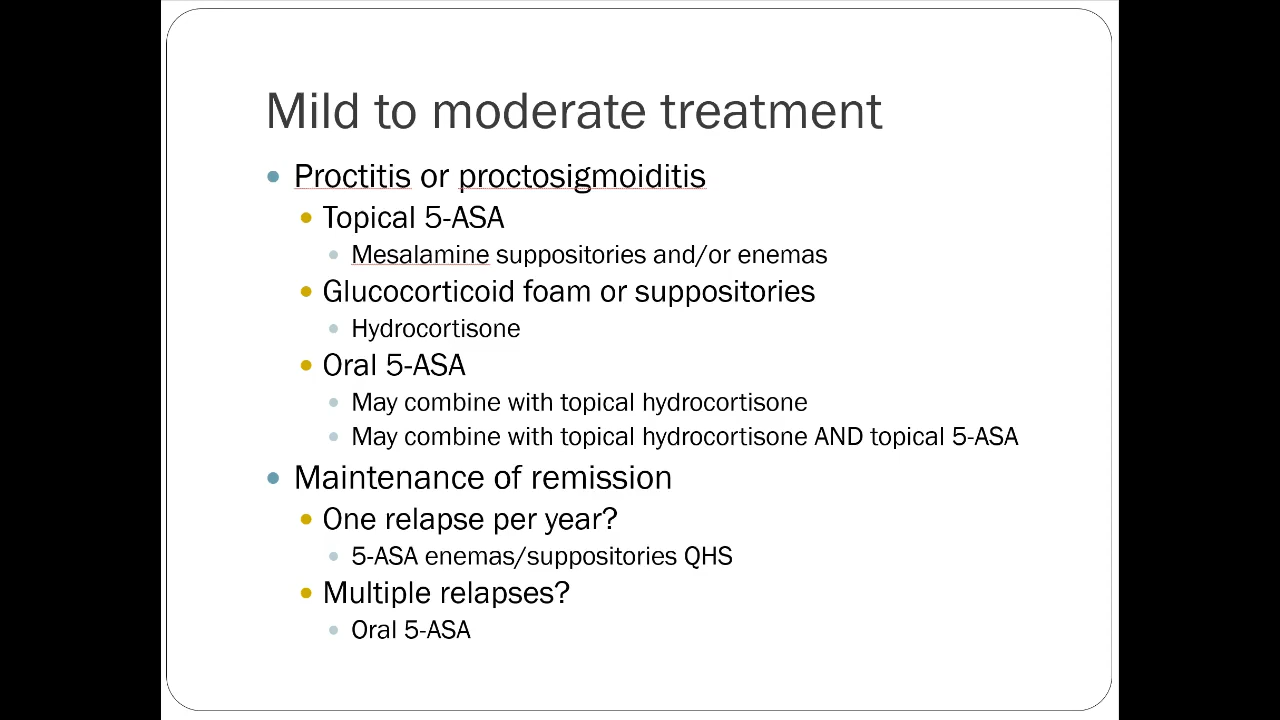 Mild to moderate treatment
Proctitis or proctosigmoiditis
Topical 5-ASA
Mesalamine suppositories and/or enemas
Glucocorticoid foam or suppositories
Hydrocortisone
Oral 5-ASA
May combine with topical hydrocortisone
May combine with topical hydrocortisone AND topical 5-ASA
Maintenance of remission
One relapse per year?
5-ASA enemas/suppositories QHS
Multiple relapses?
Oral 5-ASA